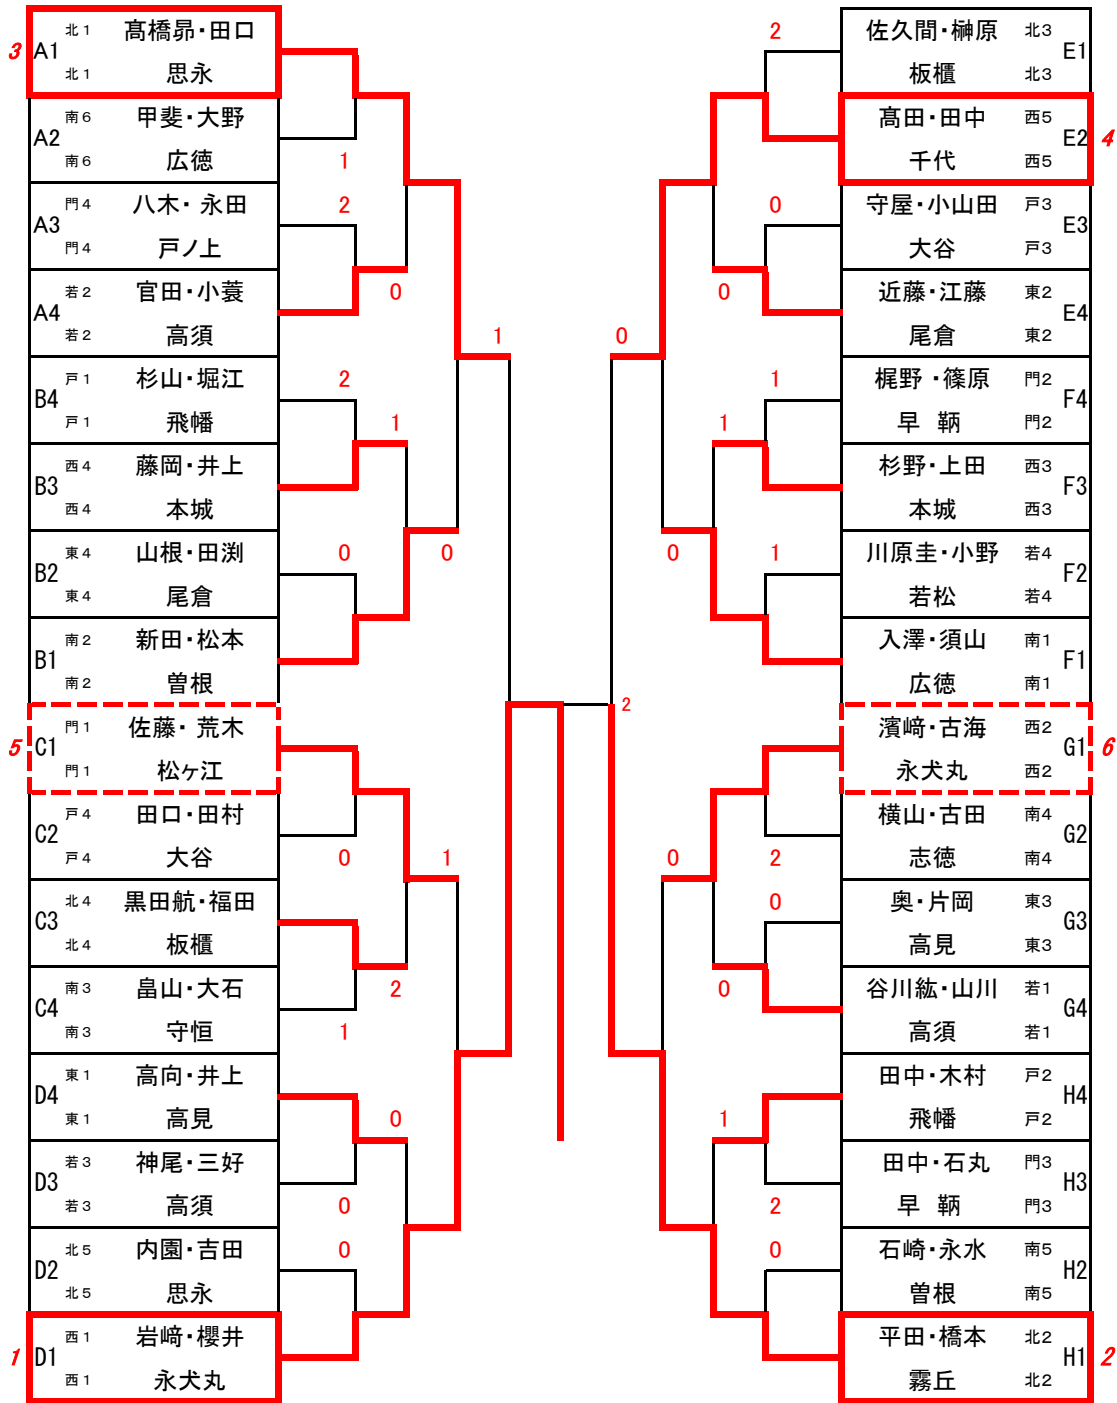 3 A1 北1 髙橋昴・田口
北1 思永
A2 南6 甲斐・大野
南6 広徳
1
A3 門4 八木・永田 2
門4 戸ノ上
A4 若2 官田・小蓑 0
若2 高須
1
B4 戸1 杉山・堀江 2
戸1 飛幡 1
B3 西4 藤岡・井上
西4 本城
B2 東4 山根・田渕 0 0
東4 尾倉
B1 南2 新田・松本
南2 曽根
5 C1 門1 佐藤・荒木
門1 松ヶ江
C2 戸4 田口・田村
戸4 大谷 0 1
C3 北4 黒田航・福田
北4 板櫃
C4 南3 畠山・大石 2
南3 守恒 1
D4 東1 高向・井上
東1 高見 0
D3 若3 神尾・三好
若3 高須 0
D2 北5 内園・吉田 0
北5 思永
1 D1 西1 岩﨑・櫻井
西1 永犬丸
2 佐久間・榊原 北3 E1
板櫃 北3
髙田・田中 西5 E2 4
千代 西5
0 守屋・小山田 戸3 E3
大谷 戸3
0 近藤・江藤 東2 E4
尾倉 東2
0
1 梶野・篠原 門2 F4
1 早鞆 門2
杉野・上田 西3 F3
本城 西3
0 1 川原圭・小野 若4 F2
若松 若4
入澤・須山 南1 F1
広徳 南1
2
濱﨑・古海 西2 G1 6
永犬丸 西2
横山・古田 南4 G2
0 2 志徳 南4
0 奥・片岡 東3 G3
高見 東3
0 谷川紘・山川 若1 G4
高須 若1
田中・木村 戸2 H4
1 飛幡 戸2
田中・石丸 門3 H3
2 早鞆 門3
0 石崎・永水 南5 H2
曽根 南5
平田・橋本 北2 H1 2
霧丘 北2